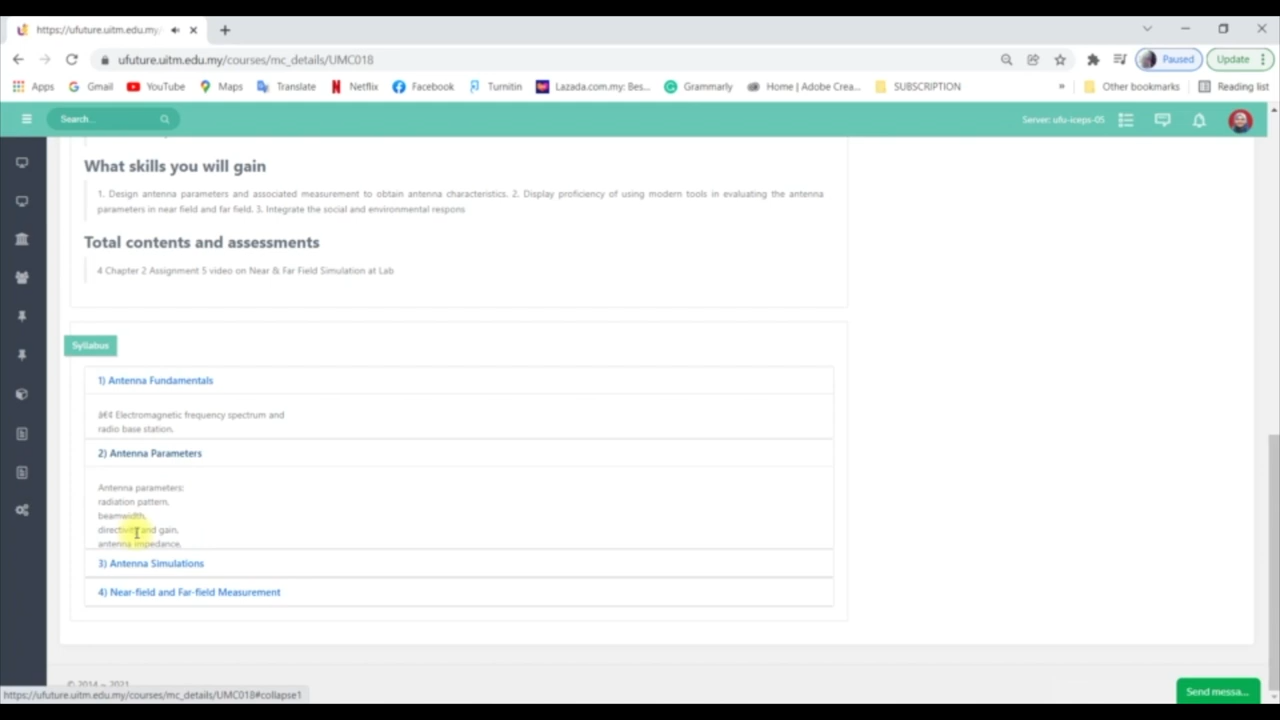 https://ufuture.uitm.edu.my/
ufuture.uitm.edu.my/courses/mc_details/UMC018
Paused
Update
Apps
Gmail
YouTube
Maps
Translate
Netflix
Facebook
Turnitin
Lazada.com.my: Bes...
Grammarly
Home | Adobe Crea...
SUBSCRIPTION
»
Other bookmarks
Reading list
Search...
Server: ufu-iceps-05
What skills you will gain
1. Design antenna parameters and associated measurement to obtain antenna characteristics. 2. Display proficiency of using modern tools in evaluating the antenna
parameters in near field and far field. 3. Integrate the social and environmental respons
Total contents and assessments
4 Chapter 2 Assignment 5 video on Near & Far Field Simulation at Lab
Syllabus
1) Antenna Fundamentals
â€¢ Electromagnetic frequency spectrum and
radio base station.
2) Antenna Parameters
Antenna parameters:
radiation pattern,
beamwidth,
directivity and gain,
antenna impedance,
3) Antenna Simulations
4) Near-field and Far-field Measurement
© 2014 - 2021
https://ufuture.uitm.edu.my/courses/mc_details/UMC018#collapse1
Send messa...